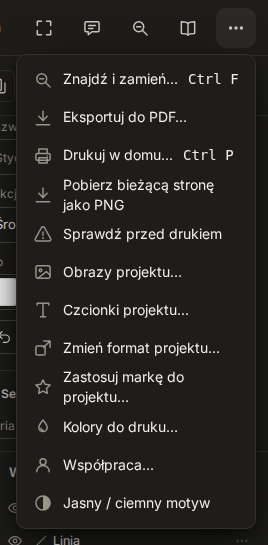 Znajdź i zamień... Ctrl F
Eksportuj do PDF...
Drukuj w domu... Ctrl P
Pobierz bieżącą stronę
jako PNG
Sprawdź przed drukiem
Obrazy projektu...
Czcionki projektu...
Zmień format projektu...
Zastosuj markę do
projektu...
Kolory do druku...
Współpraca...
Jasny / ciemny motyw
Linia